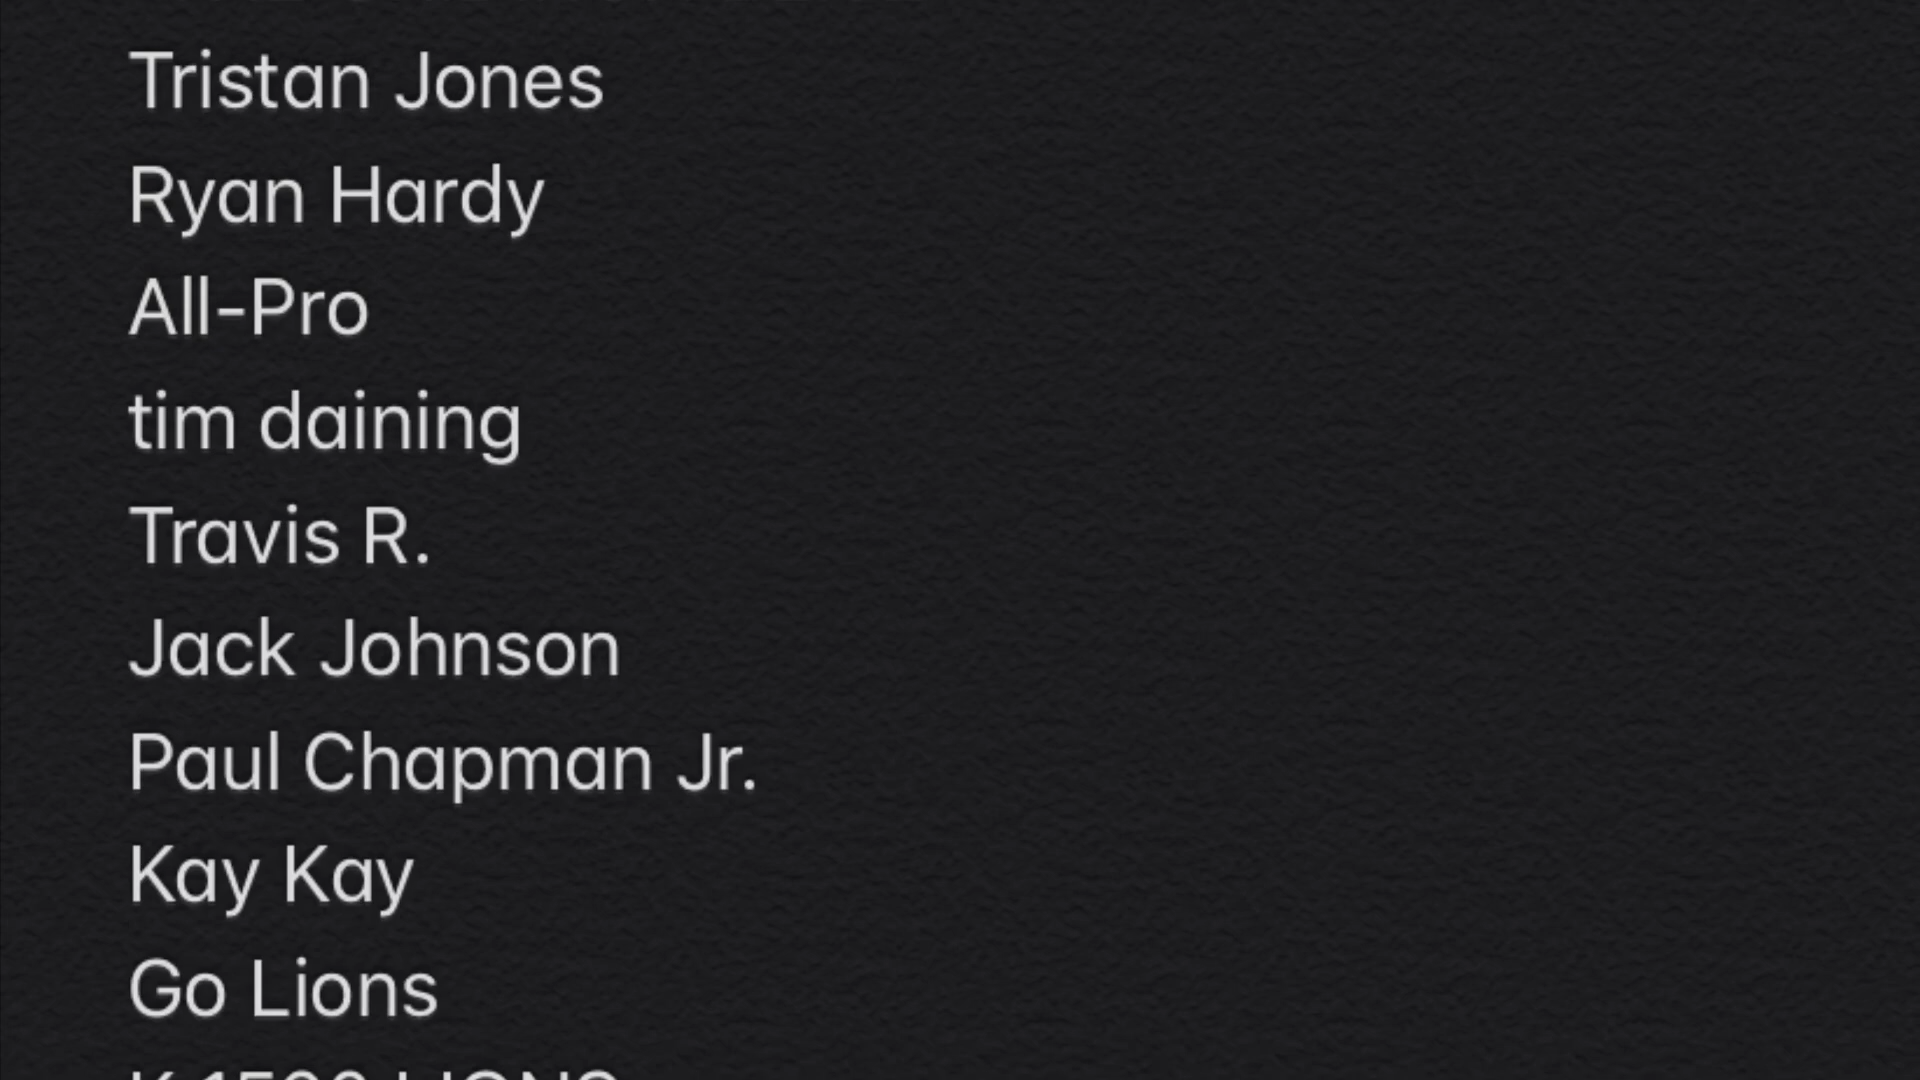 Tristan Jones
Ryan Hardy
All-Pro
tim daining
Travis R.
Jack Johnson
Paul Chapman Jr.
Kay Kay
Go Lions